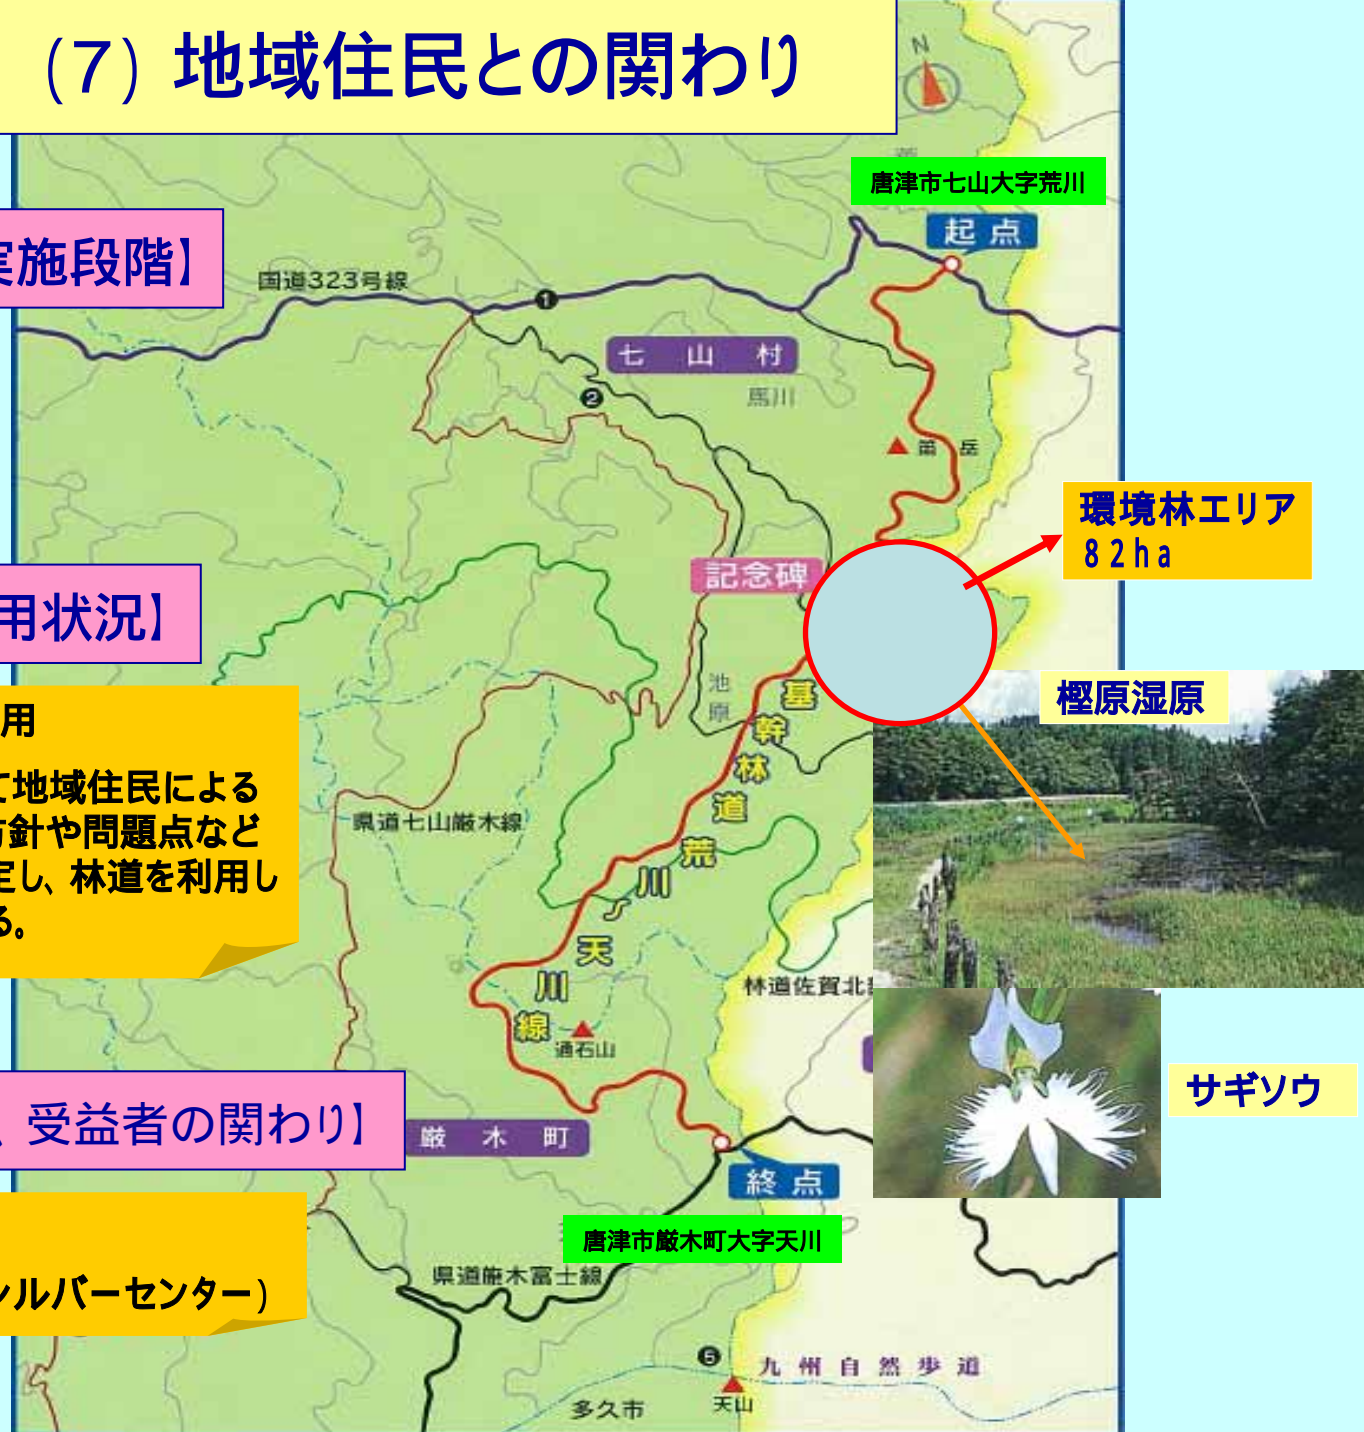 (7) 地域住民との関わり
N
唐津市七山大字荒川
起点
実施段階】
国道323号線
1
七山村
馬川
2
岳
環境林エリア
82ha
記念碑
用状況】
池原
樫原湿原
用
て地域住民による
方針や問題点など
定し、林道を利用し
る。
県道七山厳木線
基幹林道荒川~天川線
林道佐賀北部
通石山
サギソウ
、受益者の関わり】
厳木町
終点
唐津市厳木町大字天川
シルバーセンター)
県道厳木富士線
5
九州自然歩道
天山
多久市